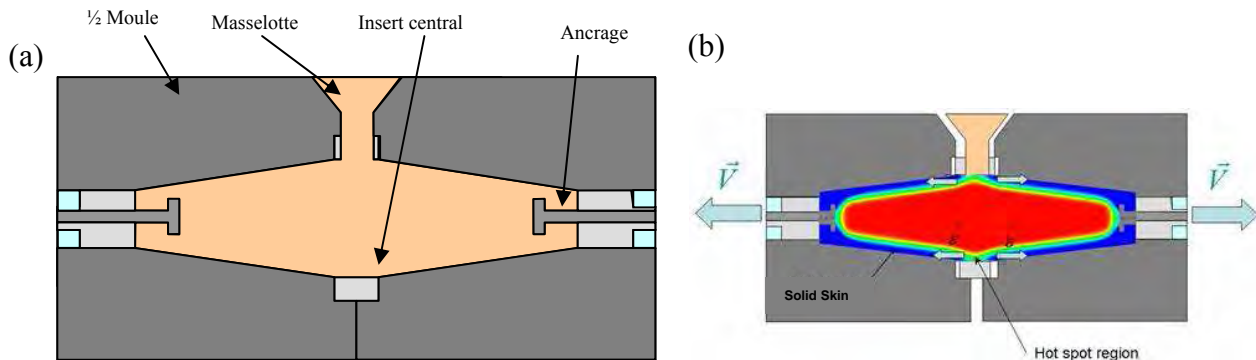 (a)
½ Moule
Masselotte
Insert central
Ancrage
(b)
V
V
Solid Skin
Hot spot region